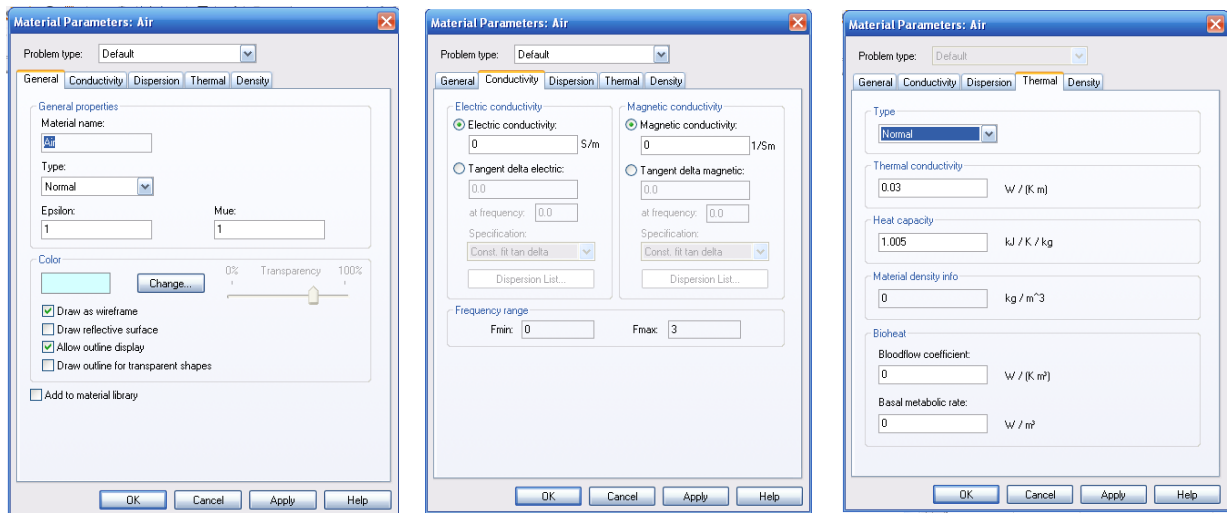 Material Parameters: Air
Problem type: Default
General Conductivity Dispersion Thermal Density
General properties
Material name:
Air
Type:
Normal
Epsilon: Mue:
1 1
Color
0% Transparency 100%
Change...
Draw as wireframe
Draw reflective surface
Allow outline display
Draw outline for transparent shapes
Add to material library
OK Cancel Apply Help
Material Parameters: Air
Problem type: Default
General Conductivity Dispersion Thermal Density
Electric conductivity
Electric conductivity:
0 S/m
Tangent delta electric:
0.0
at frequency: 0.0
Specification:
Const. fit tan delta
Dispersion List...
Magnetic conductivity
Magnetic conductivity:
0 1/Sm
Tangent delta magnetic:
0.0
at frequency: 0.0
Specification:
Const. fit tan delta
Dispersion List...
Frequency range
Fmin: 0 Fmax: 3
OK Cancel Apply Help
Material Parameters: Air
Problem type: Default
General Conductivity Dispersion Thermal Density
Type
Normal
Thermal conductivity
0.03 W / (K m)
Heat capacity
1.005 kJ / K / kg
Material density info
0 kg / m^3
Bioheat
Bloodflow coefficient:
0 W / (K m³)
Basal metabolic rate:
0 W / m³
OK Cancel Apply Help